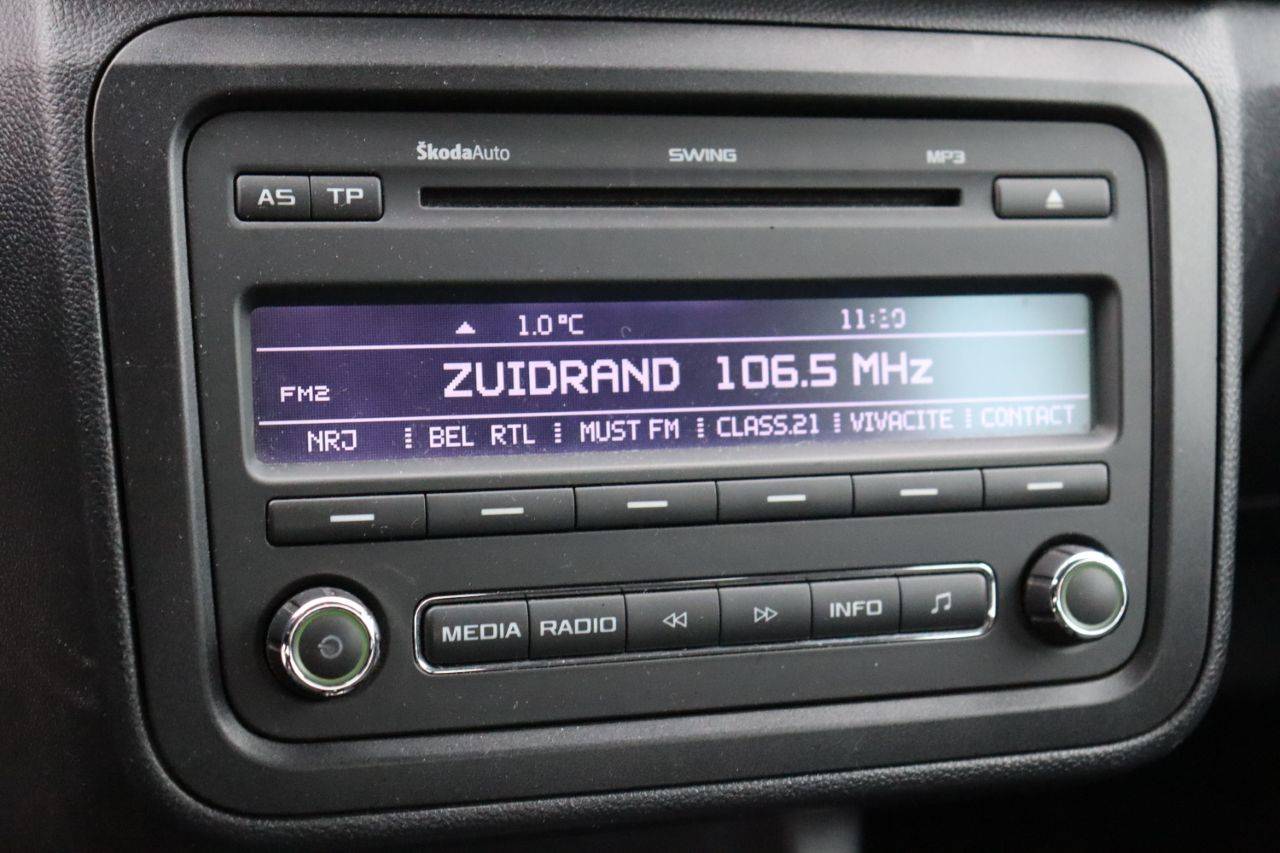 ŠkodaAuto SWING MP3
AS TP
1.0 °C
FM2 ZUIDRAND 106.5 MHz
NRJ BEL RTL MUST FM CLASS.21 VIVACITE CONTACT
MEDIA RADIO INFO